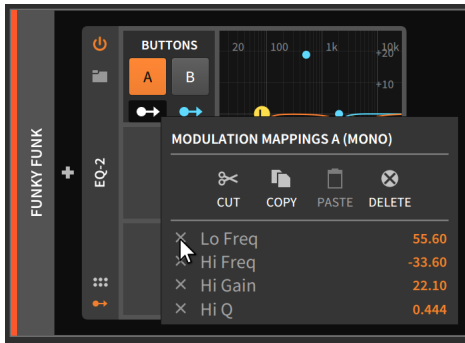 FUNKY FUNK
EQ-2
BUTTONS
A
B
20 100 1k 10k
+20
+10
L
MODULATION MAPPINGS A (MONO)
CUT COPY PASTE DELETE
× Lo Freq 55.60
× Hi Freq -33.60
× Hi Gain 22.10
× Hi Q 0.444